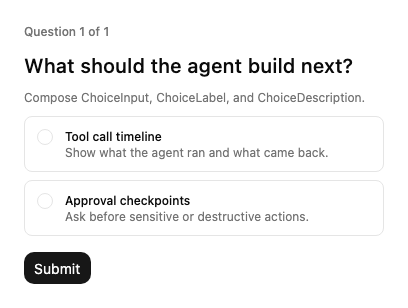 Question 1 of 1
What should the agent build next?
Compose ChoiceInput, ChoiceLabel, and ChoiceDescription.
Tool call timeline
Show what the agent ran and what came back.
Approval checkpoints
Ask before sensitive or destructive actions.
Submit